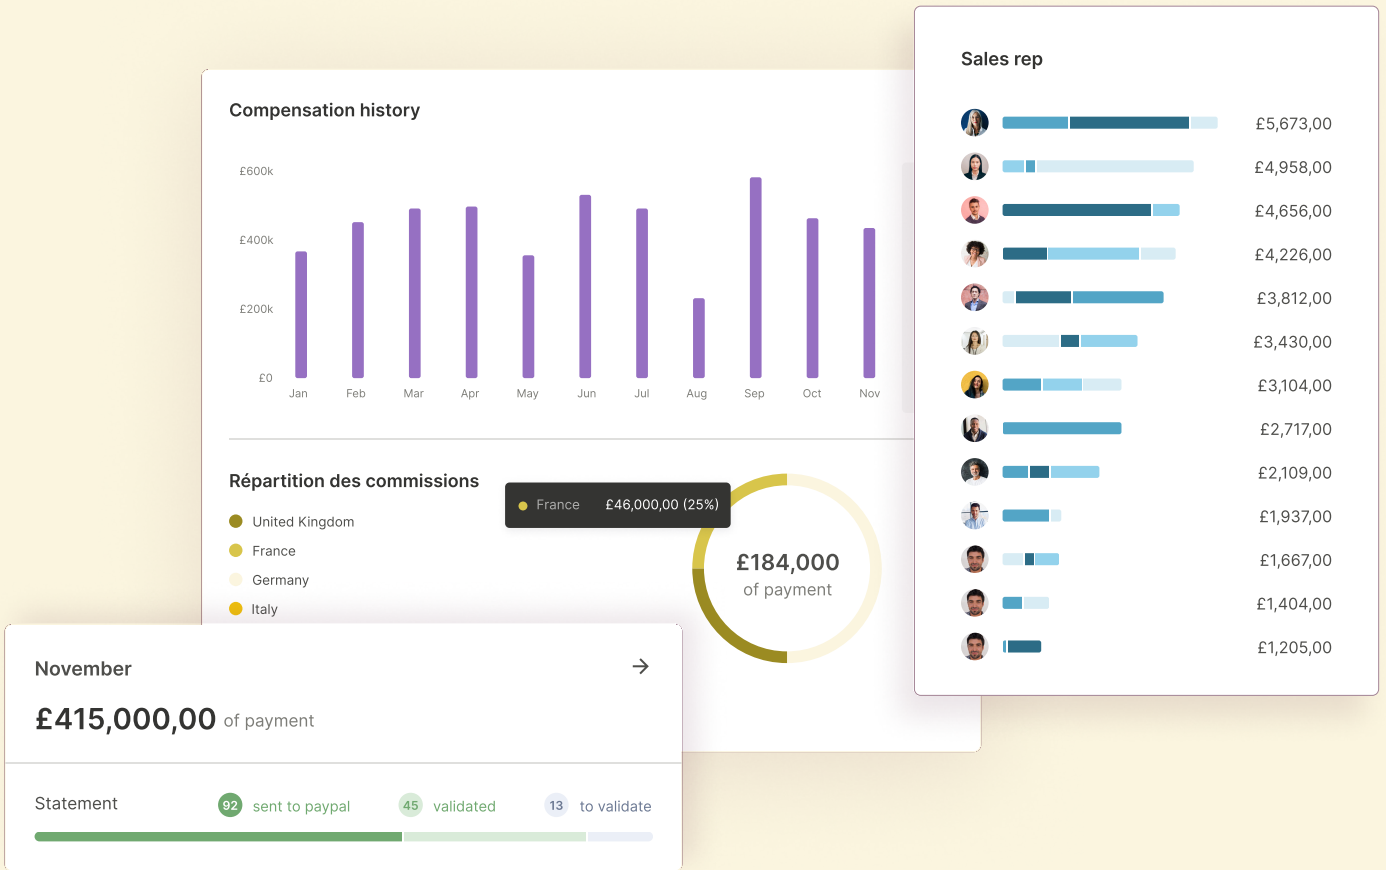 Compensation history
£600k
£400k
£200k
£0
Jan Feb Mar Apr May Jun Jul Aug Sep Oct Nov
Répartition des commissions
United Kingdom
France
Germany
Italy
France £46,000,00 (25%)
£184,000
of payment
November
£415,000,00 of payment
Statement 92 sent to paypal 45 validated 13 to validate
Sales rep
£5,673,00
£4,958,00
£4,656,00
£4,226,00
£3,812,00
£3,430,00
£3,104,00
£2,717,00
£2,109,00
£1,937,00
£1,667,00
£1,404,00
£1,205,00